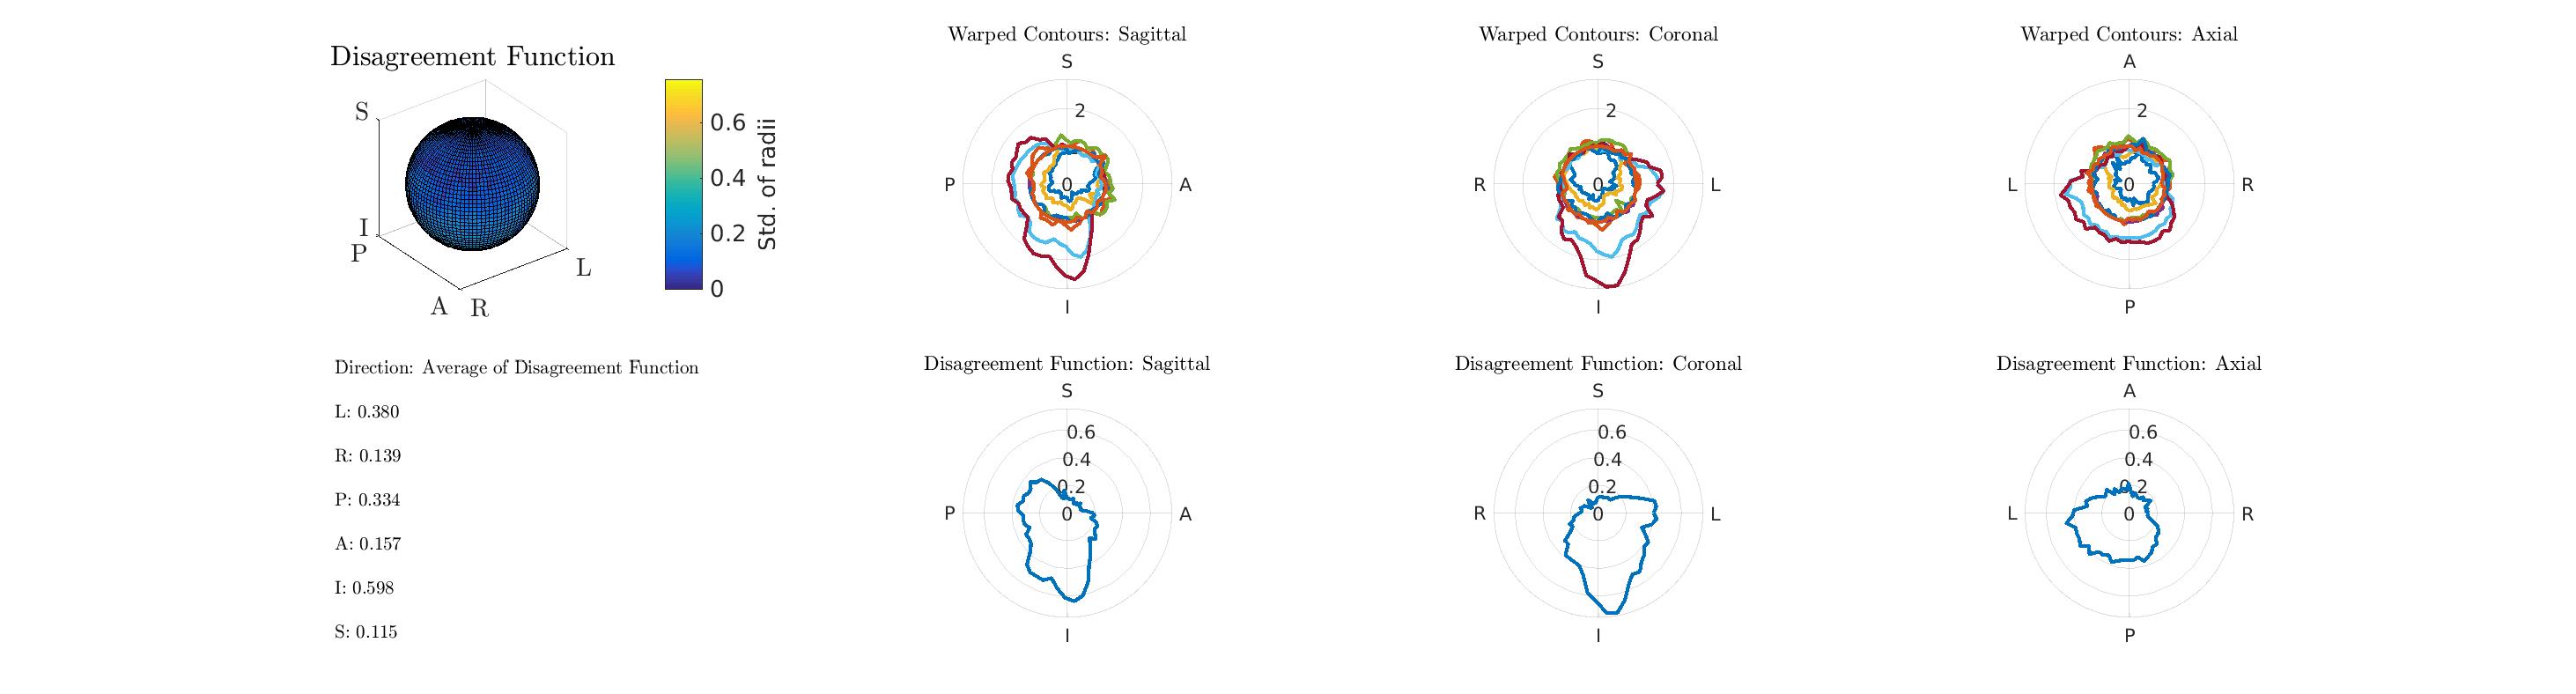 Disagreement Function
S
I
P
A
R
L
0.6
0.4
0.2
0
Std. of radii
Warped Contours: Sagittal
S
2
P
0
A
I
Warped Contours: Coronal
S
2
R
0
L
I
Warped Contours: Axial
A
2
L
0
R
P
Direction: Average of Disagreement Function
L: 0.380
R: 0.139
P: 0.334
A: 0.157
I: 0.598
S: 0.115
Disagreement Function: Sagittal
S
0.6
0.4
0.2
P
0
A
I
Disagreement Function: Coronal
S
0.6
0.4
0.2
R
0
L
I
Disagreement Function: Axial
A
0.6
0.4
0.2
L
0
R
P